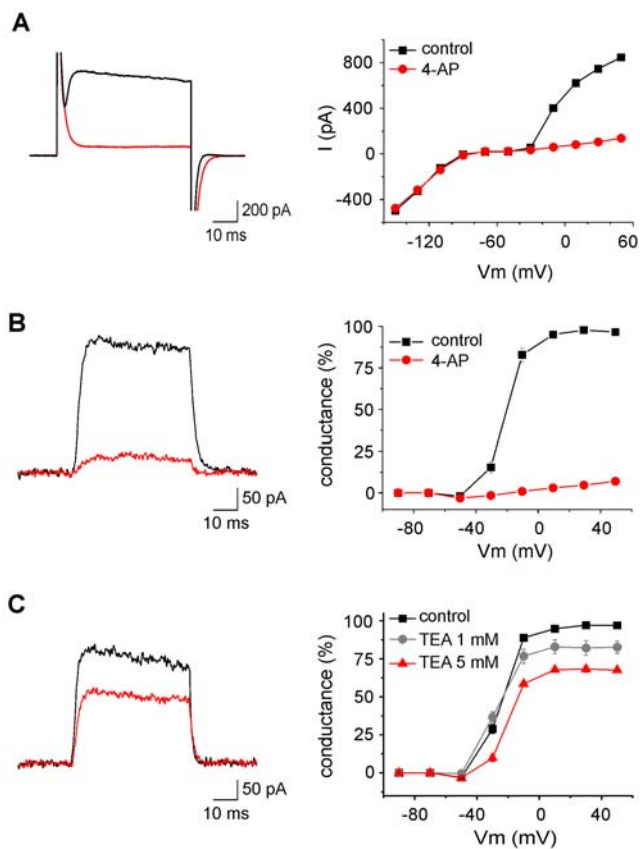 A
200 pA
10 ms
control
4-AP
I (pA)
800
400
0
-400
-120
-60
0
60
Vm (mV)
B
50 pA
10 ms
control
4-AP
conductance (%)
100
75
50
25
0
-80
-40
0
40
Vm (mV)
C
50 pA
10 ms
control
TEA 1 mM
TEA 5 mM
conductance (%)
100
75
50
25
0
-80
-40
0
40
Vm (mV)